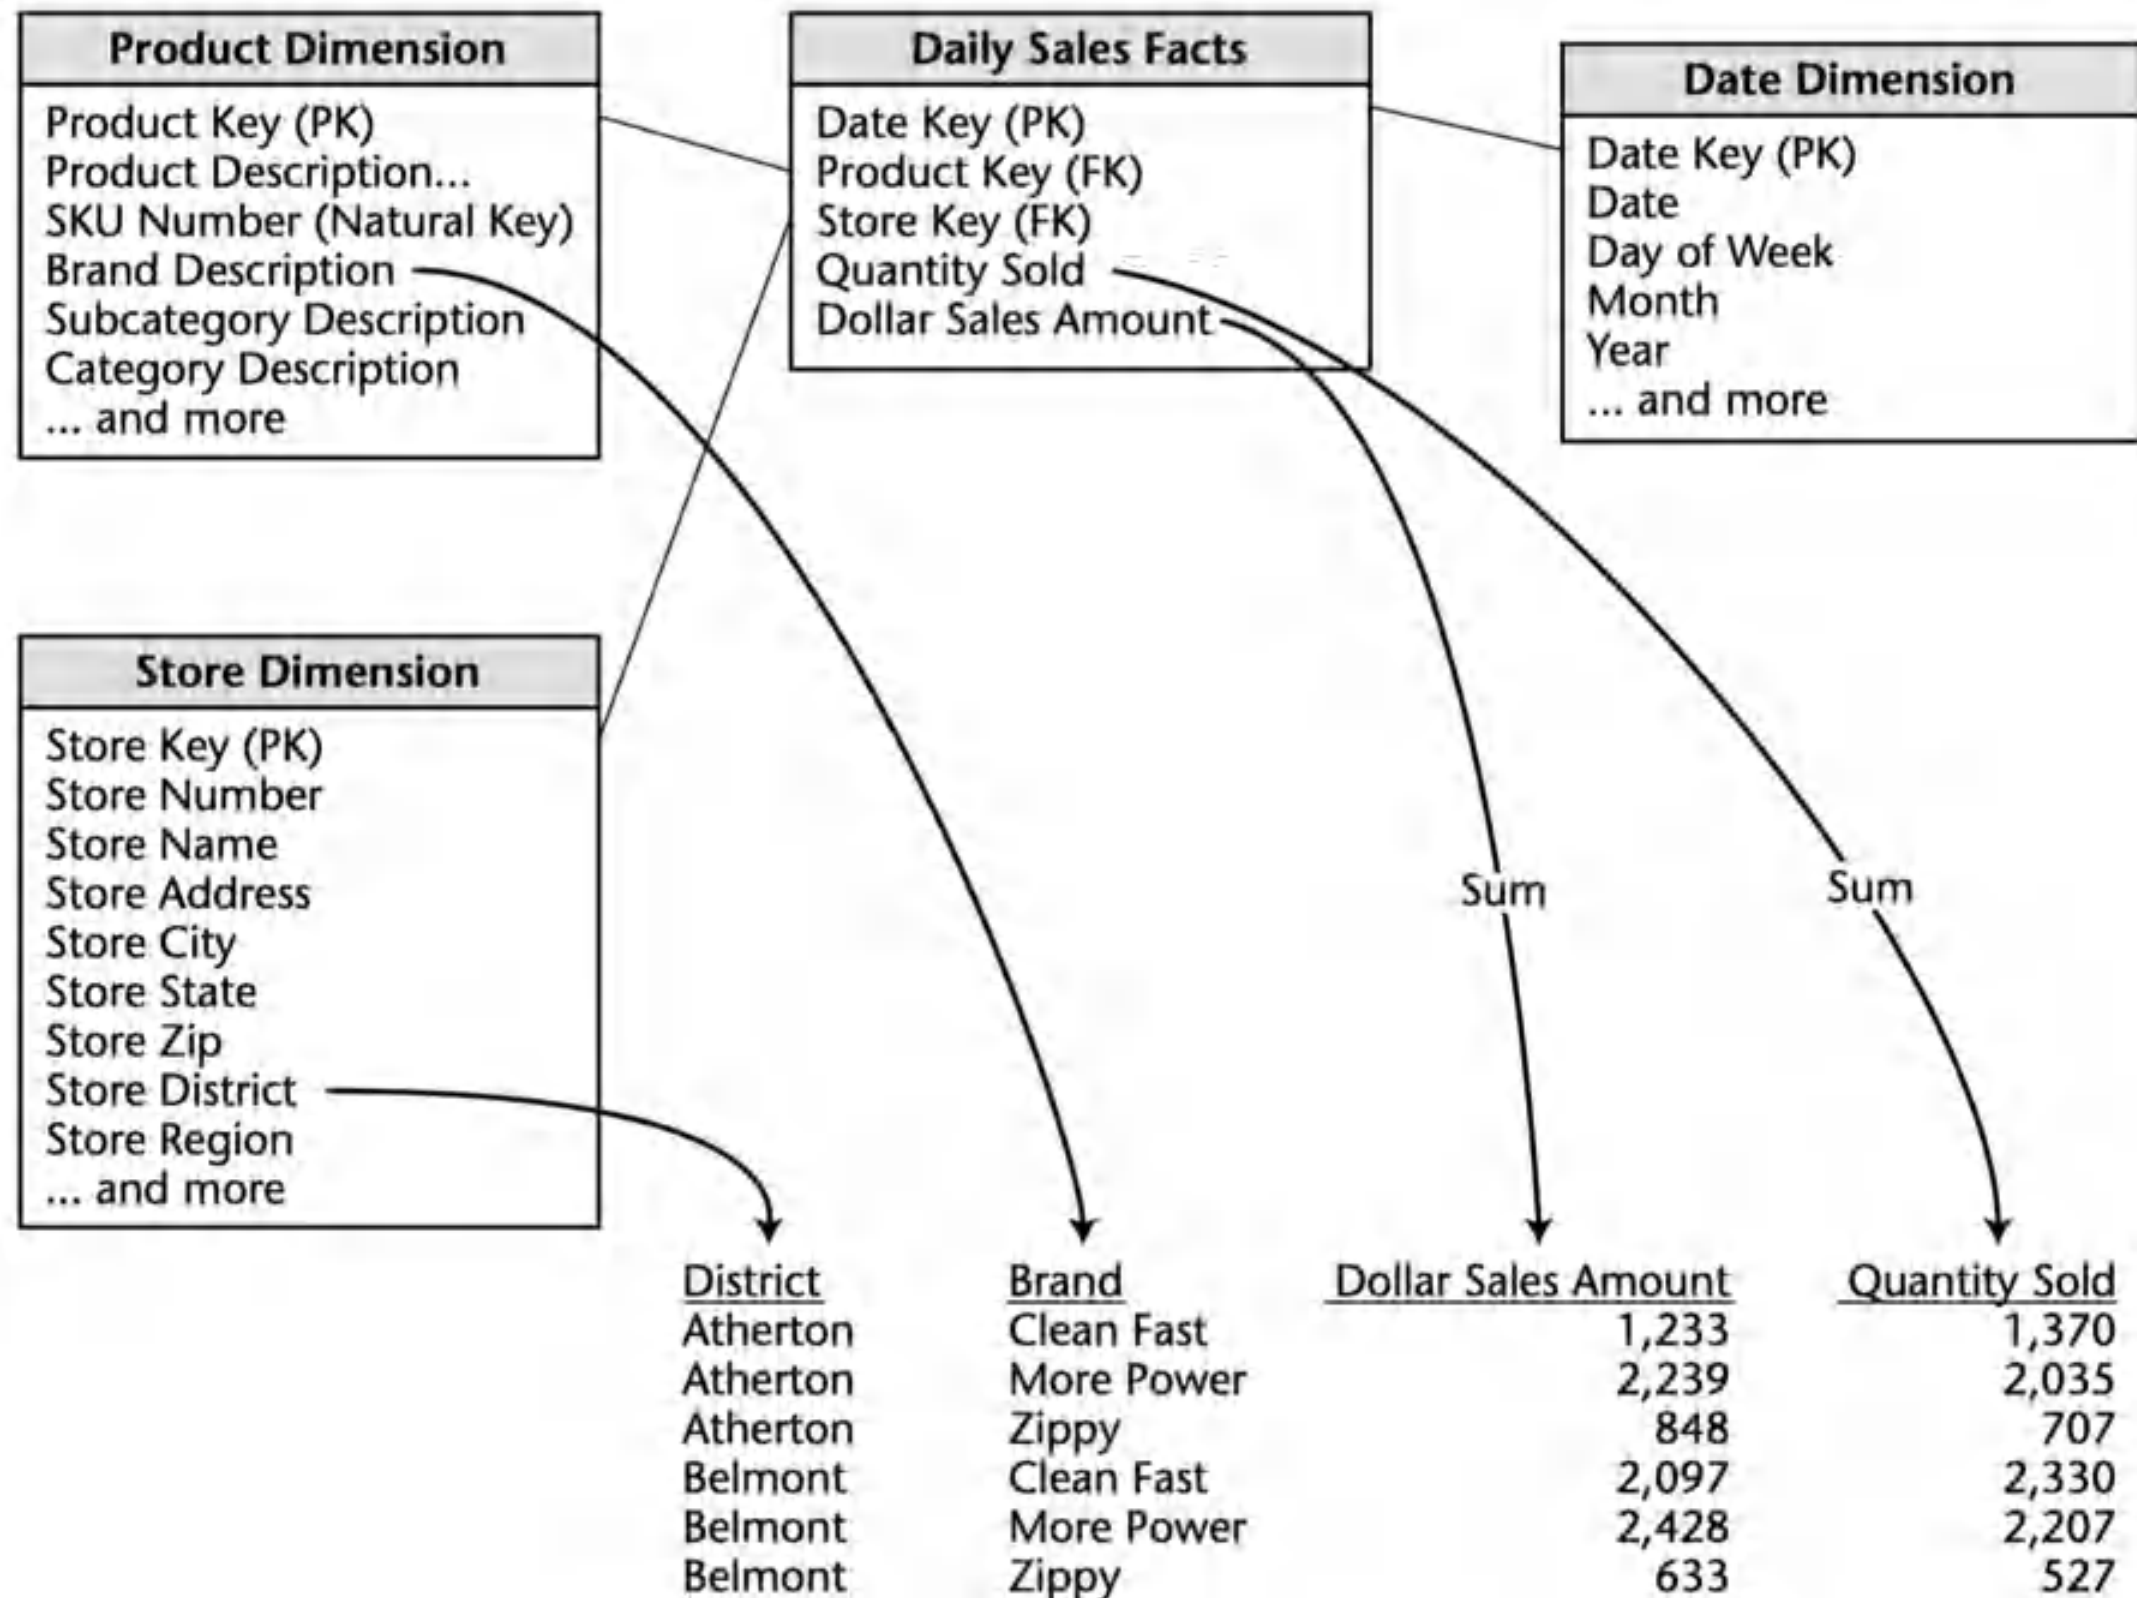 Product Dimension
Product Key (PK)
Product Description...
SKU Number (Natural Key)
Brand Description
Subcategory Description
Category Description
... and more
Daily Sales Facts
Date Key (PK)
Product Key (FK)
Store Key (FK)
Quantity Sold
Dollar Sales Amount
Date Dimension
Date Key (PK)
Date
Day of Week
Month
Year
... and more
Store Dimension
Store Key (PK)
Store Number
Store Name
Store Address
Store City
Store State
Store Zip
Store District
Store Region
... and more
Sum
Sum
District Brand Dollar Sales Amount Quantity Sold
Atherton Clean Fast 1,233 1,370
Atherton More Power 2,239 2,035
Atherton Zippy 848 707
Belmont Clean Fast 2,097 2,330
Belmont More Power 2,428 2,207
Belmont Zippy 633 527